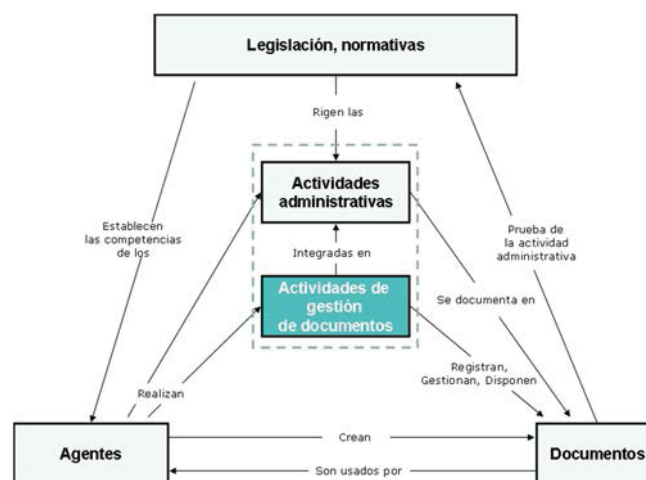 Legislación, normativas
Rigen las
Actividades
administrativas
Establecen
las competencias
de los
Prueba de
la actividad
administrativa
Integradas en
Actividades de
gestión
de documentos
Se documenta en
Registran,
Gestionan, Disponen
Realizan
Agentes
Crean
Documentos
Son usados por